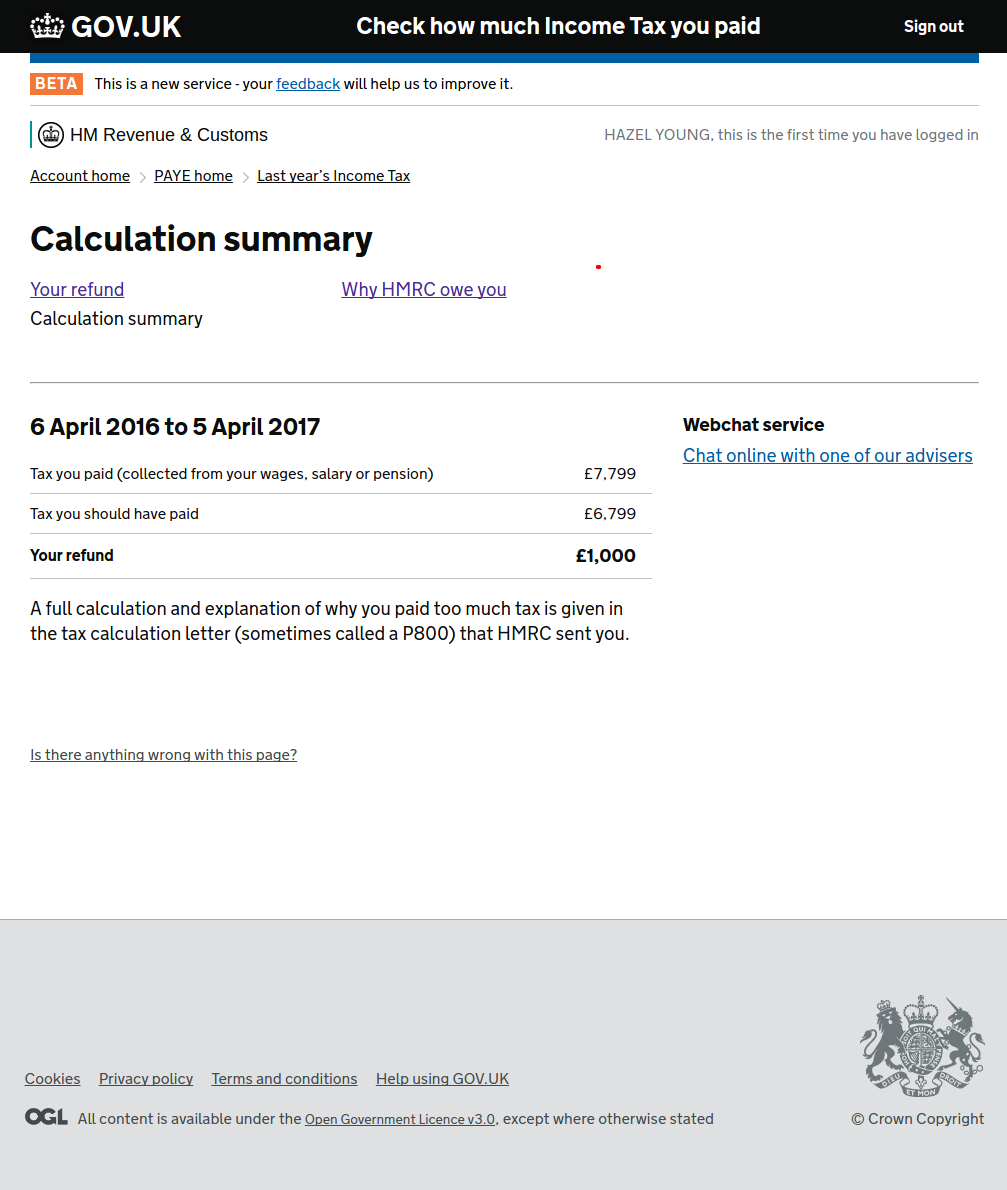 GOV.UK Check how much Income Tax you paid Sign out
BETA This is a new service - your feedback will help us to improve it.
HM Revenue & Customs HAZEL YOUNG, this is the first time you have logged in
Account home PAYE home Last year's Income Tax
Calculation summary
Your refund Why HMRC owe you
Calculation summary
6 April 2016 to 5 April 2017
Webchat service
Chat online with one of our advisers
Tax you paid (collected from your wages, salary or pension) £7,799
Tax you should have paid £6,799
Your refund £1,000
A full calculation and explanation of why you paid too much tax is given in
the tax calculation letter (sometimes called a P800) that HMRC sent you.
Is there anything wrong with this page?
DIEU ET MON DROIT
Cookies Privacy policy Terms and conditions Help using GOV.UK
OGL All content is available under the Open Government Licence v3.0, except where otherwise stated
© Crown Copyright